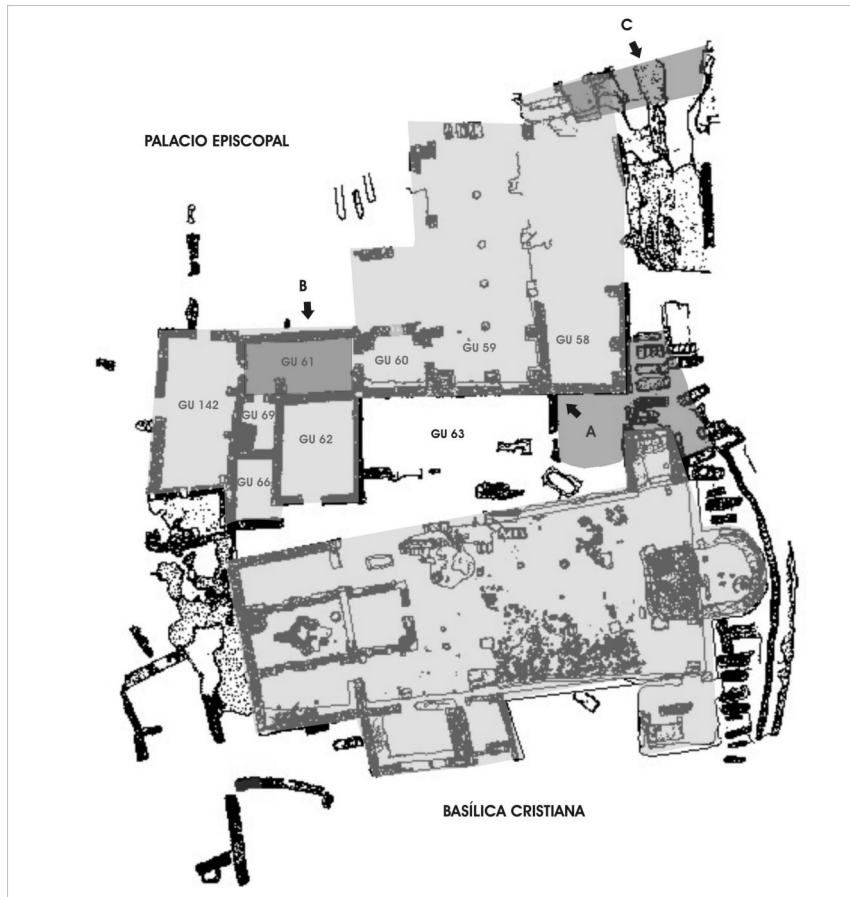 C
PALACIO EPISCOPAL
B
GU 61
GU 60
GU 59
GU 58
GU 142
GU 69
GU 62
GU 63
A
GU 66
BASÍLICA CRISTIANA